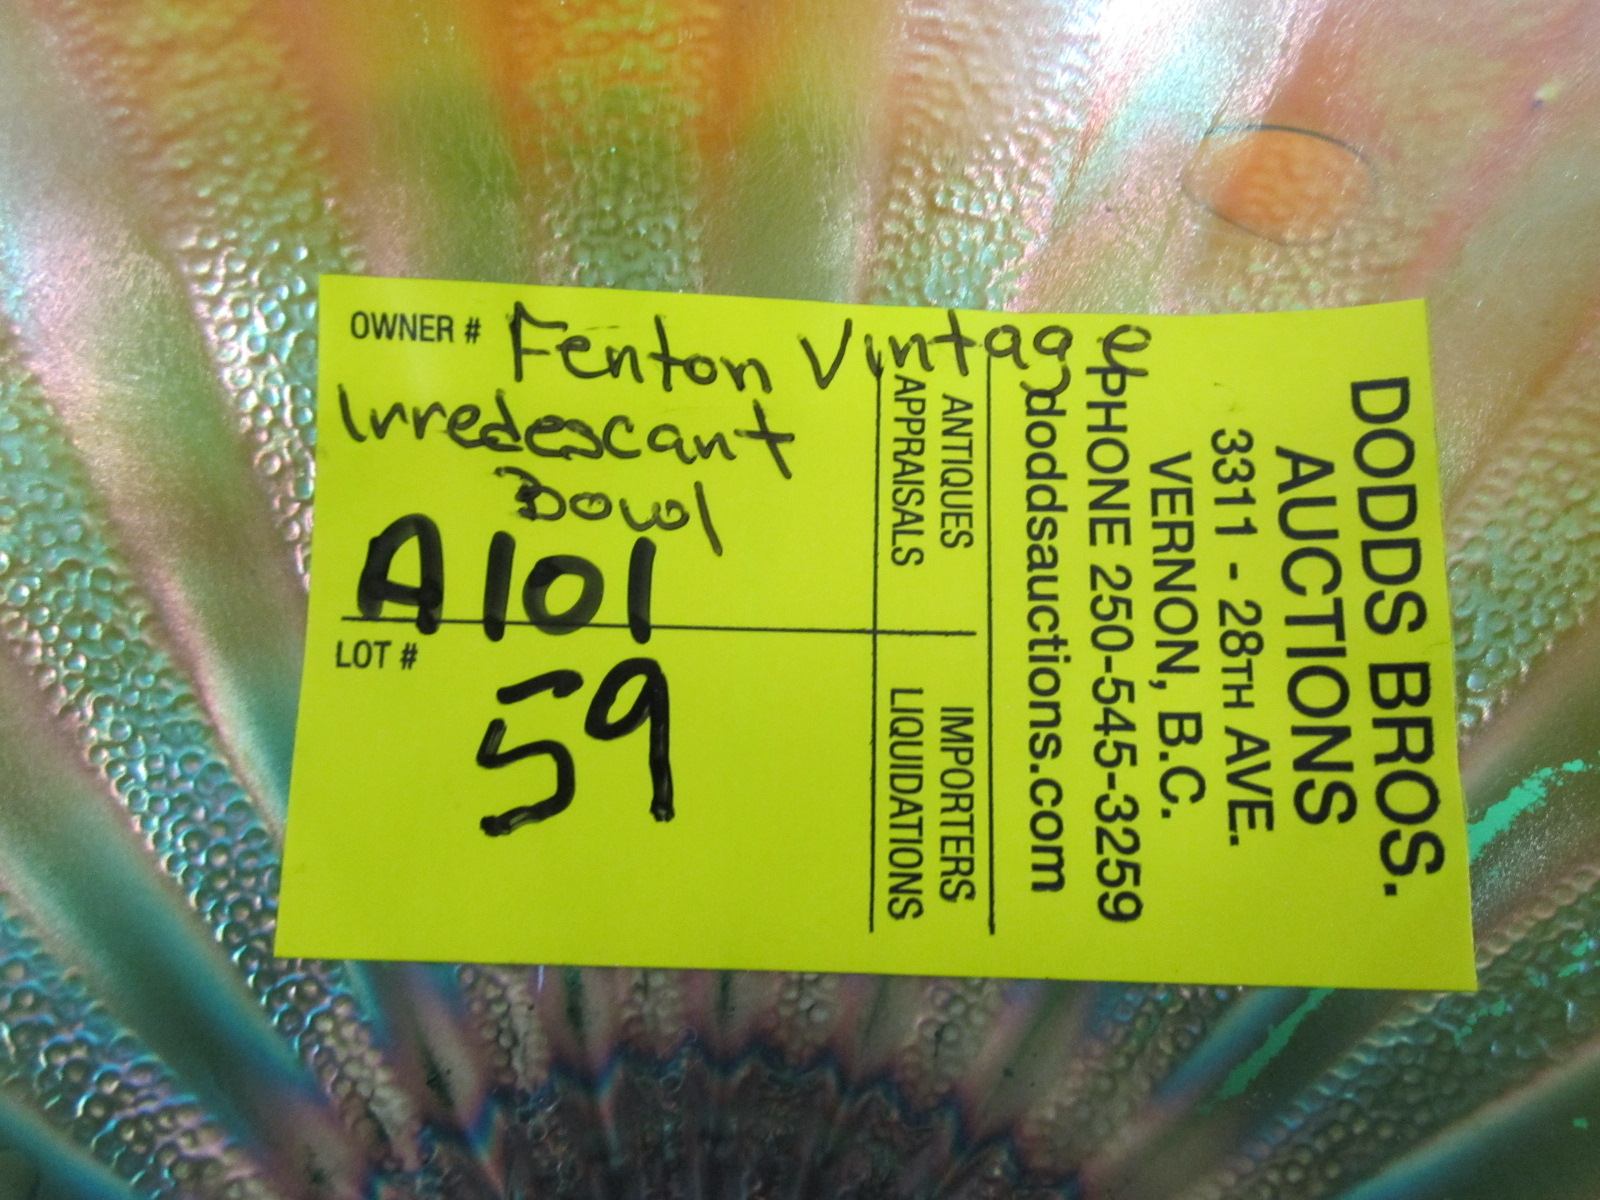 OWNER # Fenton Vintage
Irredescant
Bowl
A101
LOT #
59
DODDS BROS.
AUCTIONS
3311 - 28TH AVE.
VERNON, B.C.
PHONE 250-545-3259
doddsauctions.com
ANTIQUES
APPRAISALS
IMPORTERS
LIQUIDATIONS